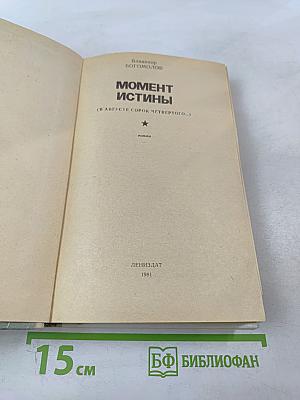 Владимир
БОГОМОЛОВ
МОМЕНТ
ИСТИНЫ
(В АВГУСТЕ СОРОК ЧЕТВЕРТОГО...)
РОМАН
ЛЕНИЗДАТ
1981
15 см
БФ БИБЛИОФАН